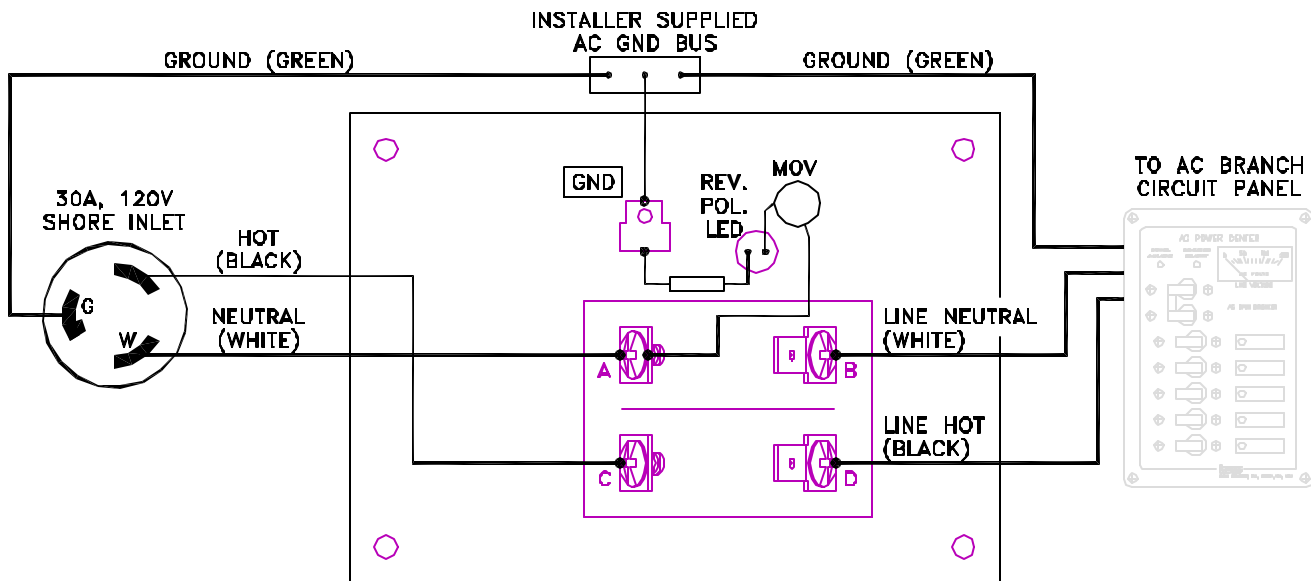 INSTALLER SUPPLIED
AC GND BUS
GROUND (GREEN)
GROUND (GREEN)
GND
REV.
POL.
LED
MOV
TO AC BRANCH
CIRCUIT PANEL
30A, 120V
SHORE INLET
HOT
(BLACK)
G
W
NEUTRAL
(WHITE)
LINE NEUTRAL
(WHITE)
A
B
LINE HOT
(BLACK)
C
D
AC POWER CENTER